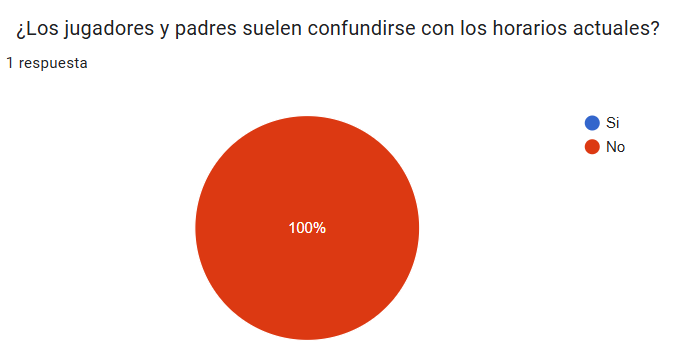 ¿Los jugadores y padres suelen confundirse con los horarios actuales?
1 respuesta
Si
No
100%